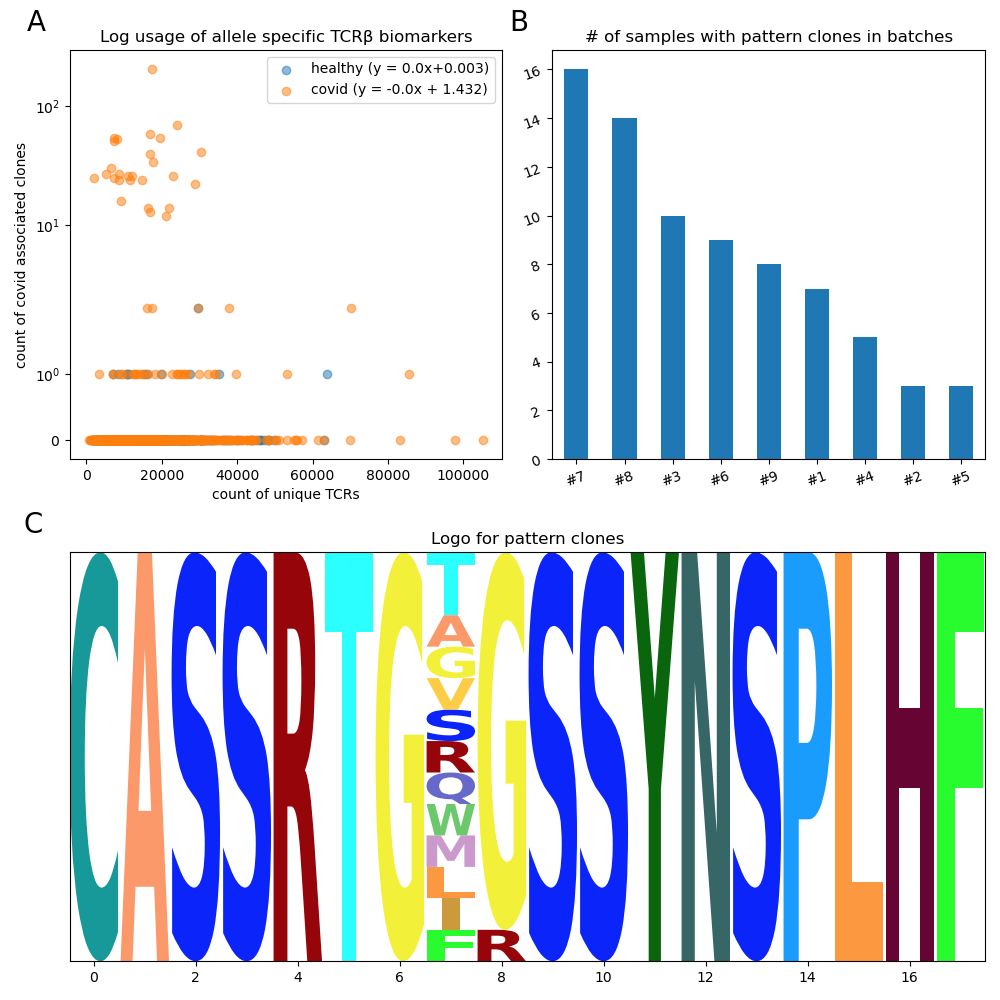 A
Log usage of allele specific TCRβ biomarkers
healthy (y = 0.0x+0.003)
covid (y = -0.0x + 1.432)
count of covid associated clones
10²
10¹
10⁰
0
0 20000 40000 60000 80000 100000
count of unique TCRs
B
# of samples with pattern clones in batches
16
14
12
10
8
6
4
2
0
#7 #8 #3 #6 #9 #1 #4 #2 #5
C
Logo for pattern clones
C A S S R T G T G S S Y N S P L H F
A
G
V
S
R
Q
W
M
L
I
F R
0 2 4 6 8 10 12 14 16